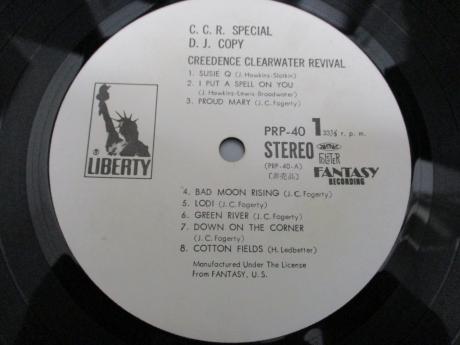 C. C. R. SPECIAL
D. J. COPY
CREEDENCE CLEARWATER REVIVAL
1. SUSIE Q (J. Hawkins-Slotkin)
2. I PUT A SPELL ON YOU
(J. Hawkins-Lewis-Broadwater)
3. PROUD MARY (J. C. Fogerty)
LIBERTY
PRP-40 1 33⅓ r. p. m.
STEREO
(PRP-40-A)
〔非売品〕
FANTASY
RECORDING
4. BAD MOON RISING (J. C. Fogerty)
5. LODI (J. C. Fogerty)
6. GREEN RIVER (J. C. Fogerty)
7. DOWN ON THE CORNER
(J. C. Fogerty)
8. COTTON FIELDS (H. Ledbetter)
Manufactured Under The License
From FANTASY, U. S.